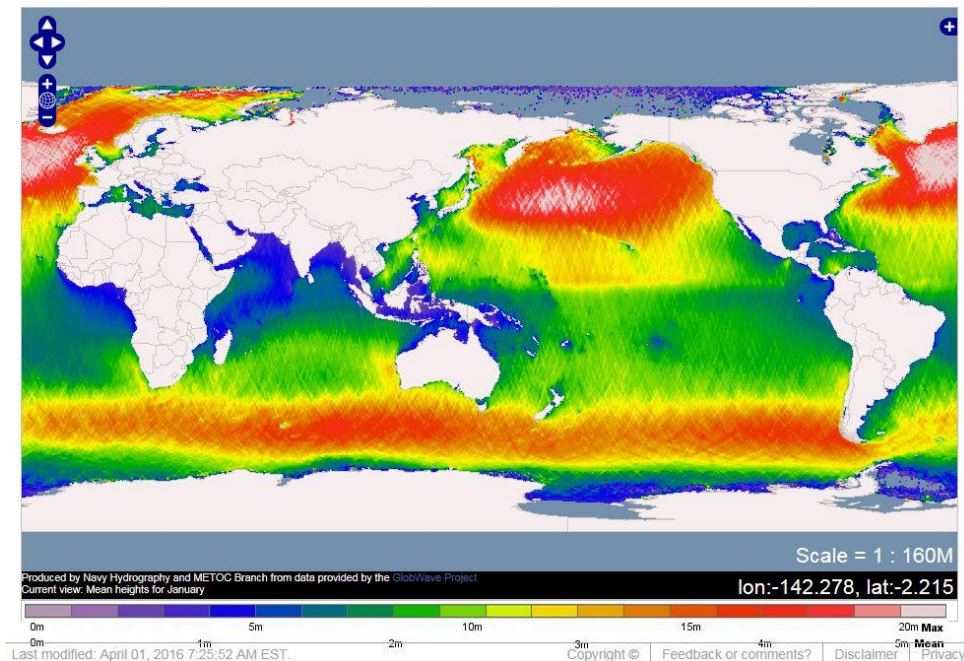 Scale = 1 : 160M
Produced by Navy Hydrography and METOC Branch from data provided by the GlobWave Project
Current view: Mean heights for January
lon:-142.278, lat:-2.215
0m 5m 10m 15m 20m Max
0m 1m 2m 3m 4m 5m Mean
Last modified: April 01, 2016 7:25:52 AM EST. Copyright © Feedback or comments? Disclaimer Privacy